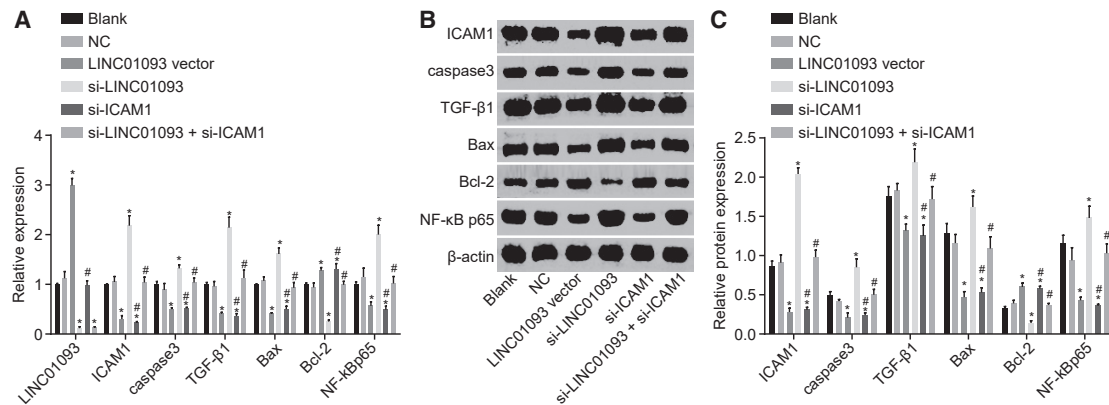 A
Blank
NC
LINC01093 vector
si-LINC01093
si-ICAM1
si-LINC01093 + si-ICAM1
Relative expression
4
3
2
1
0
LINC01093
ICAM1
caspase3
TGF-β1
Bax
Bcl-2
NF-kBp65
B
ICAM1
caspase3
TGF-β1
Bax
Bcl-2
NF-κB p65
β-actin
Blank
NC
LINC01093 vector
si-LINC01093
si-ICAM1
si-LINC01093 + si-ICAM1
C
Blank
NC
LINC01093 vector
si-LINC01093
si-ICAM1
si-LINC01093 + si-ICAM1
Relative protein expression
2.5
2.0
1.5
1.0
0.5
0.0
ICAM1
caspase3
TGF-β1
Bax
Bcl-2
NF-kBp65